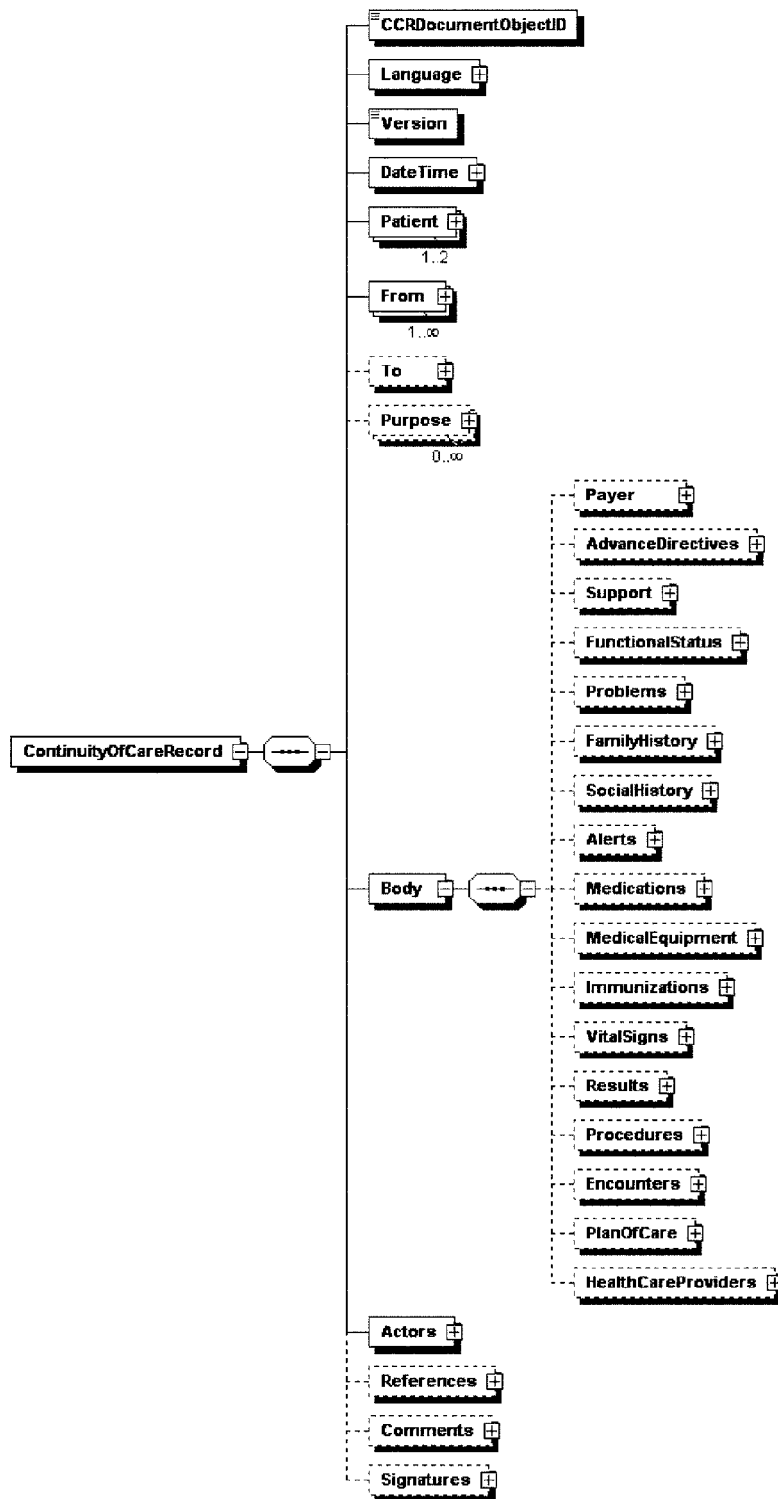 CCRDocumentObjectID
Language
Version
DateTime
Patient
1..2
From
1..∞
To
Purpose
0..∞
Payer
AdvanceDirectives
Support
FunctionalStatus
Problems
FamilyHistory
ContinuityOfCareRecord
SocialHistory
Alerts
Body
Medications
MedicalEquipment
Immunizations
VitalSigns
Results
Procedures
Encounters
PlanOfCare
HealthCareProviders
Actors
References
Comments
Signatures